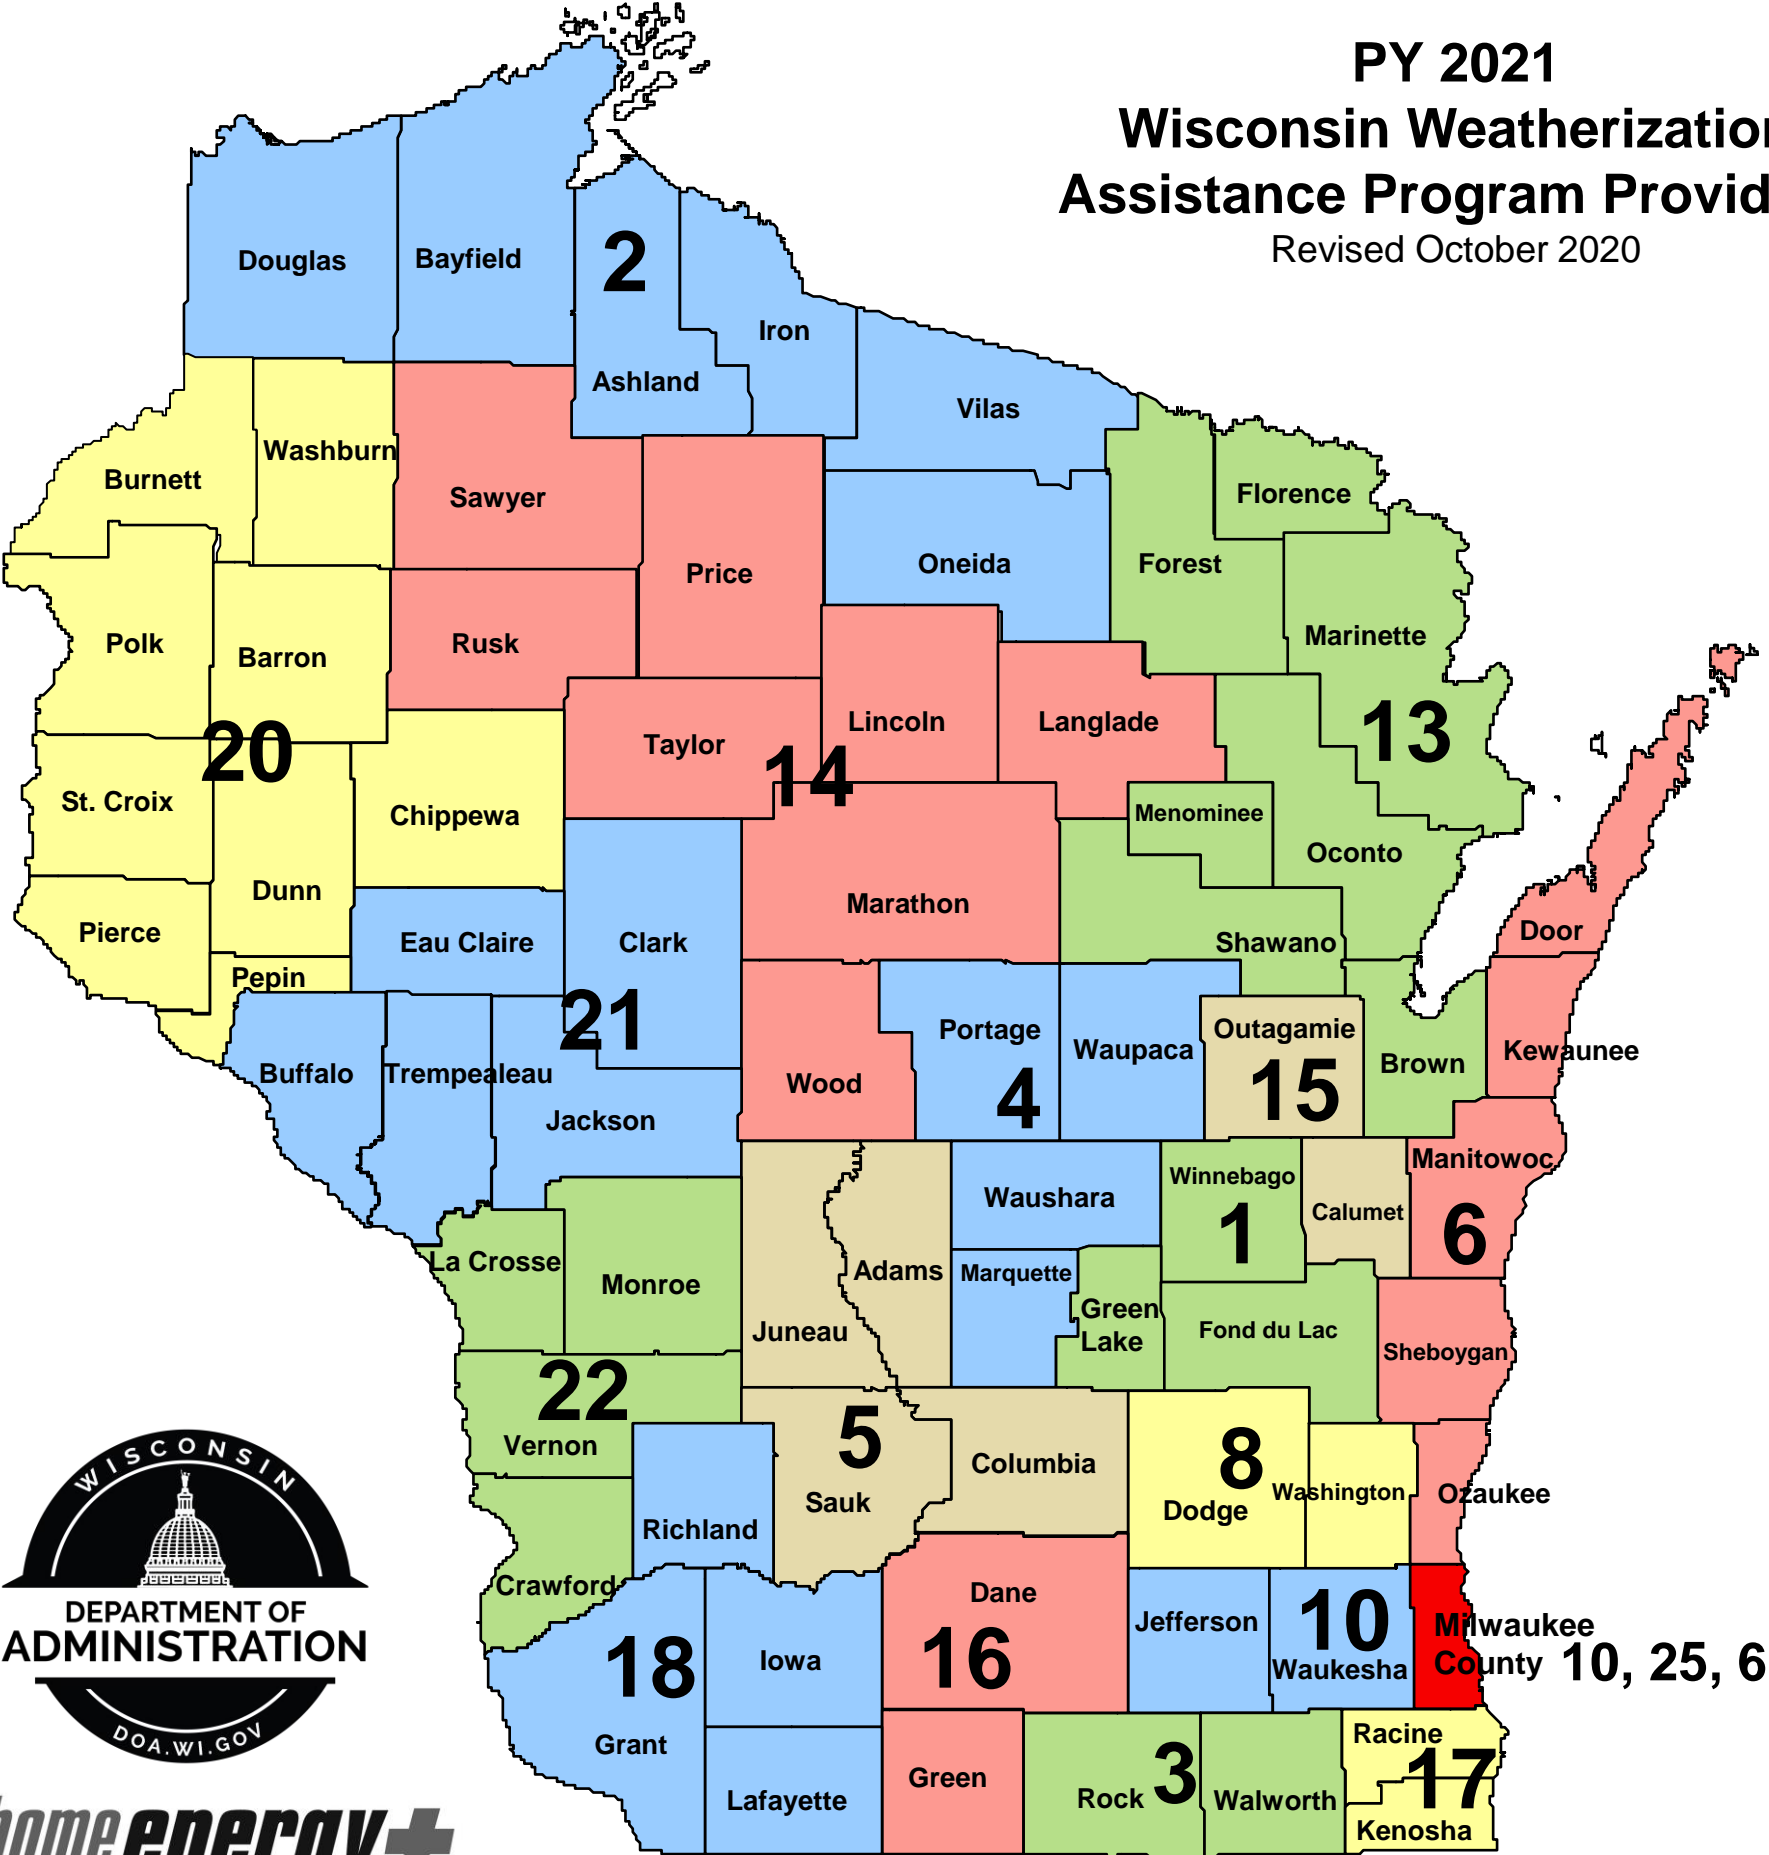 PY 2021
Wisconsin Weatherization
Assistance Program Provid
Revised October 2020
Douglas
Bayfield
2
Iron
Ashland
Vilas
Washburn
Burnett
Sawyer
Florence
Price
Oneida
Forest
Polk
Barron
Rusk
Marinette
Lincoln
Langlade
Taylor
13
20
14
St. Croix
Chippewa
Menominee
Oconto
Dunn
Marathon
Pierce
Eau Claire
Clark
Shawano
Door
Pepin
21
Portage
Outagamie
Waupaca
Kewaunee
Brown
Buffalo
Trempealeau
Wood
4
15
Jackson
Manitowoc
Winnebago
Waushara
Calumet
1
6
La Crosse
Monroe
Adams
Marquette
Green
Lake
Juneau
Fond du Lac
Sheboygan
22
Vernon
5
Columbia
8
Washington
Ozaukee
Sauk
Dodge
Richland
Crawford
Dane
Jefferson
10
Waukesha
Milwaukee
County 10, 25, 6
18
Iowa
16
Grant
Racine
17
Green
3
Lafayette
Rock
Walworth
Kenosha
WISCONSIN
DEPARTMENT OF
ADMINISTRATION
DOA.WI.GOV
home energy+